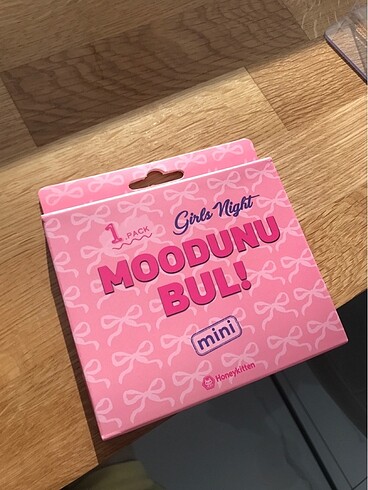 1 PACK
Girls Night
MOODUNU
BUL!
mini
Honeykitten